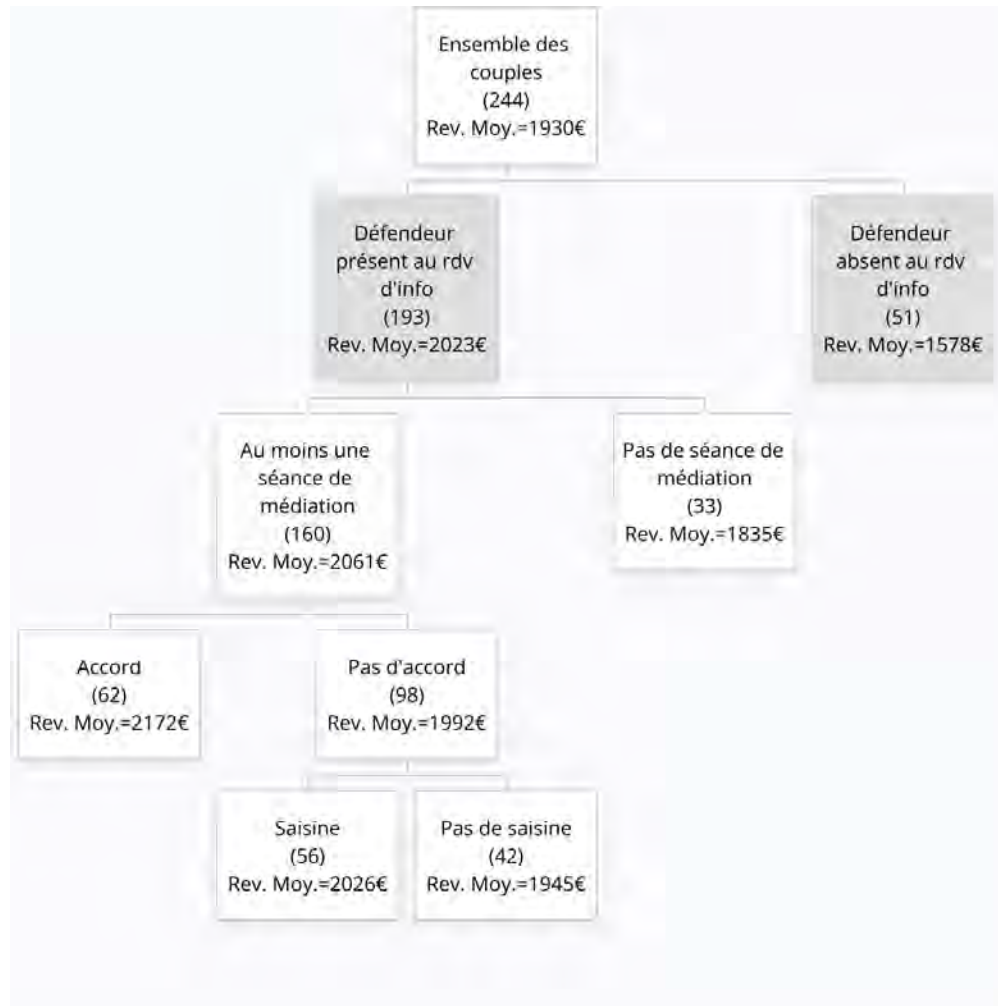 Ensemble des
couples
(244)
Rev. Moy.=1930€
Défendeur
présent au rdv
d'info
(193)
Rev. Moy.=2023€
Défendeur
absent au rdv
d'info
(51)
Rev. Moy.=1578€
Au moins une
séance de
médiation
(160)
Rev. Moy.=2061€
Pas de séance de
médiation
(33)
Rev. Moy.=1835€
Accord
(62)
Rev. Moy.=2172€
Pas d'accord
(98)
Rev. Moy.=1992€
Saisine
(56)
Rev. Moy.=2026€
Pas de saisine
(42)
Rev. Moy.=1945€